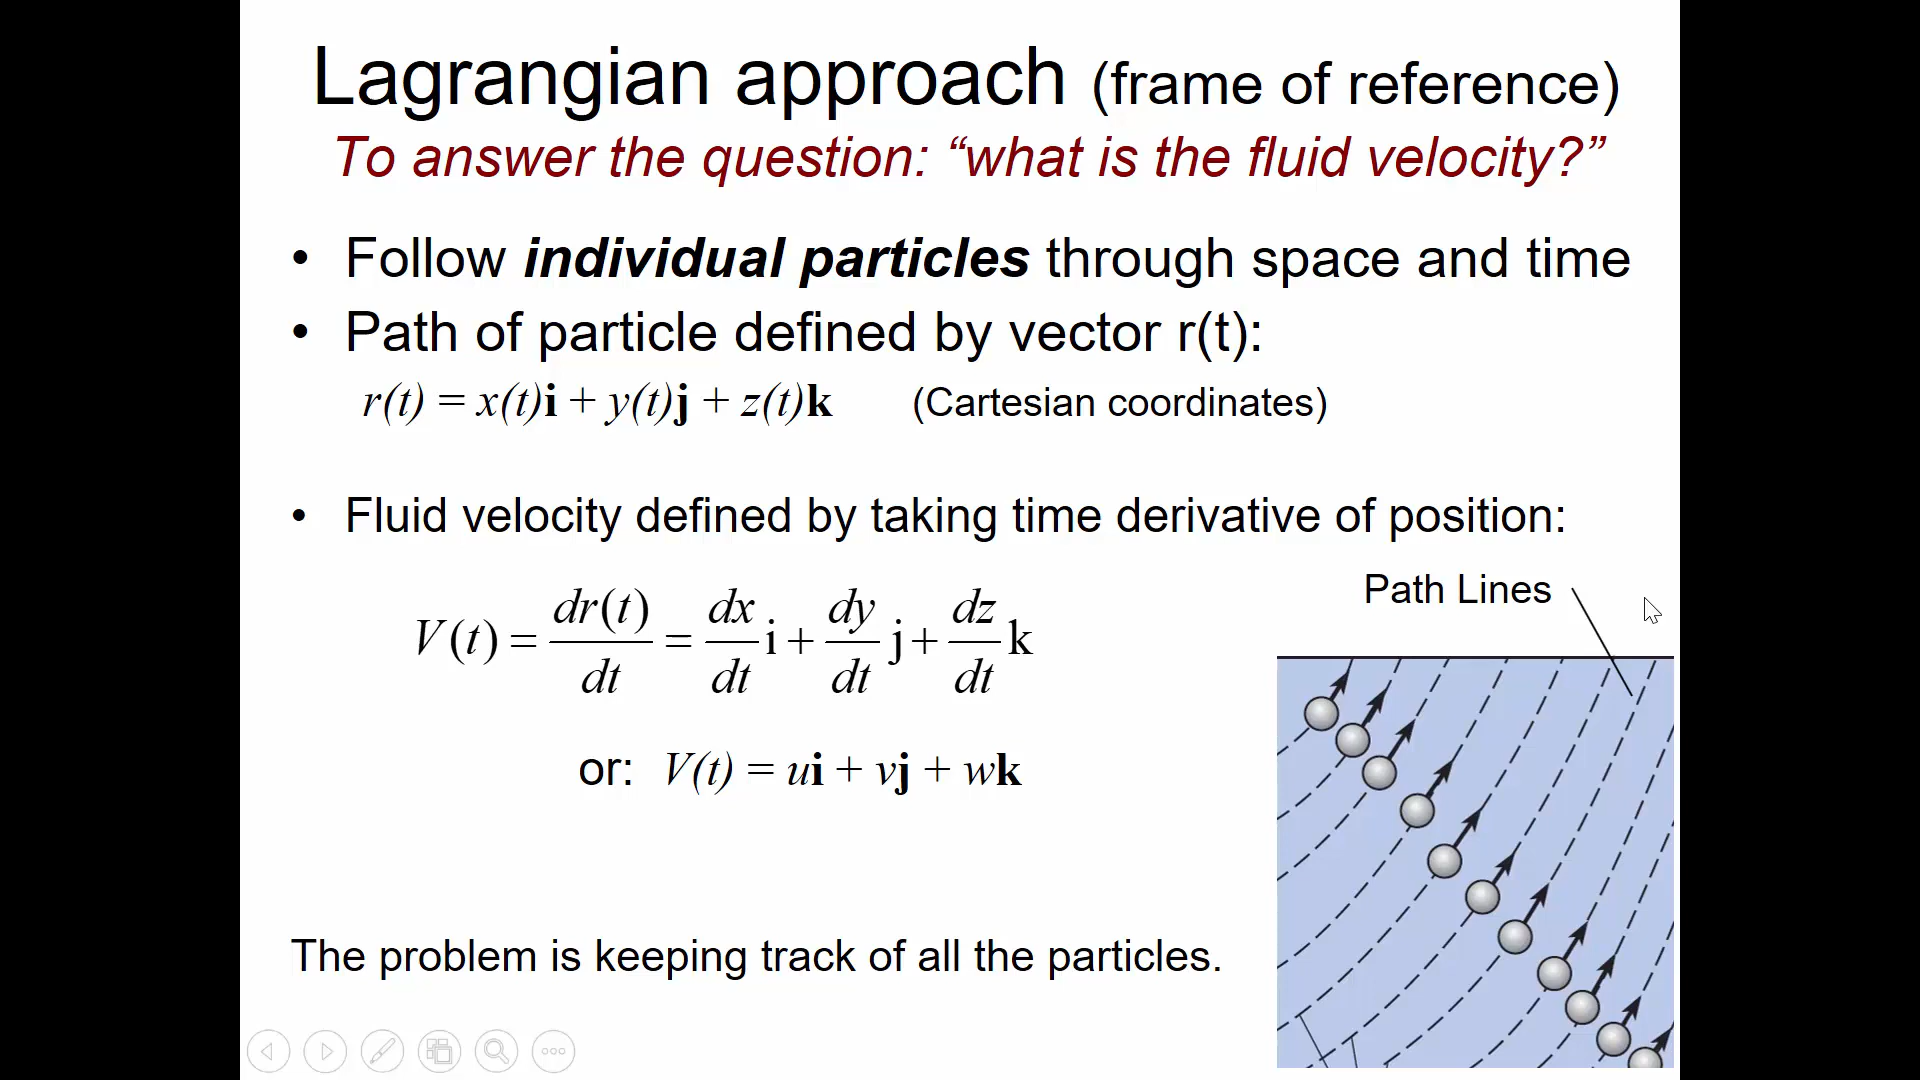 Lagrangian approach (frame of reference)
To answer the question: “what is the fluid velocity?”
• Follow individual particles through space and time
• Path of particle defined by vector r(t):
r(t) = x(t)i + y(t)j + z(t)k (Cartesian coordinates)
• Fluid velocity defined by taking time derivative of position:
V(t) = dr(t)/dt = dx/dt i + dy/dt j + dz/dt k
Path Lines
or: V(t) = ui + vj + wk
The problem is keeping track of all the particles.